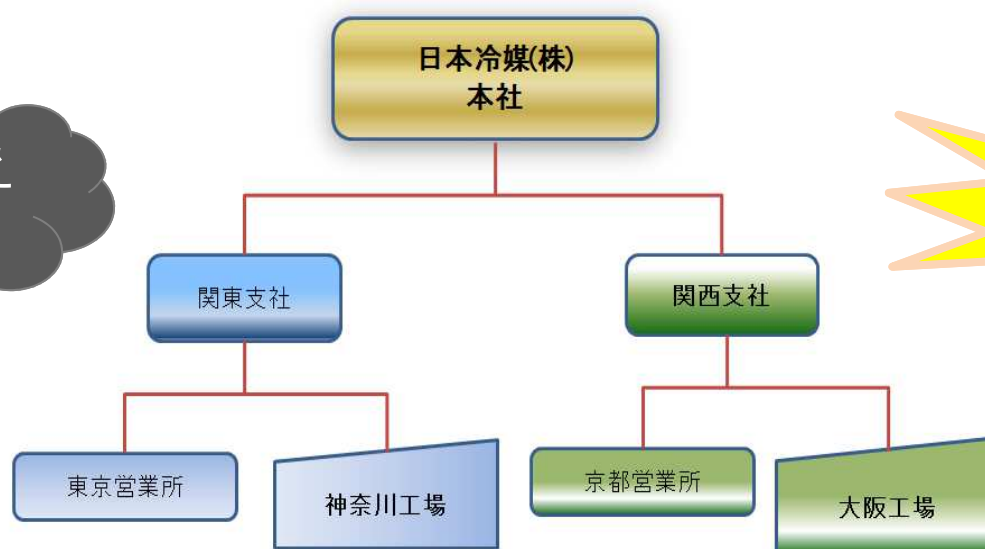 日本冷媒(株)
本社
関東支社
関西支社
東京営業所
神奈川工場
京都営業所
大阪工場